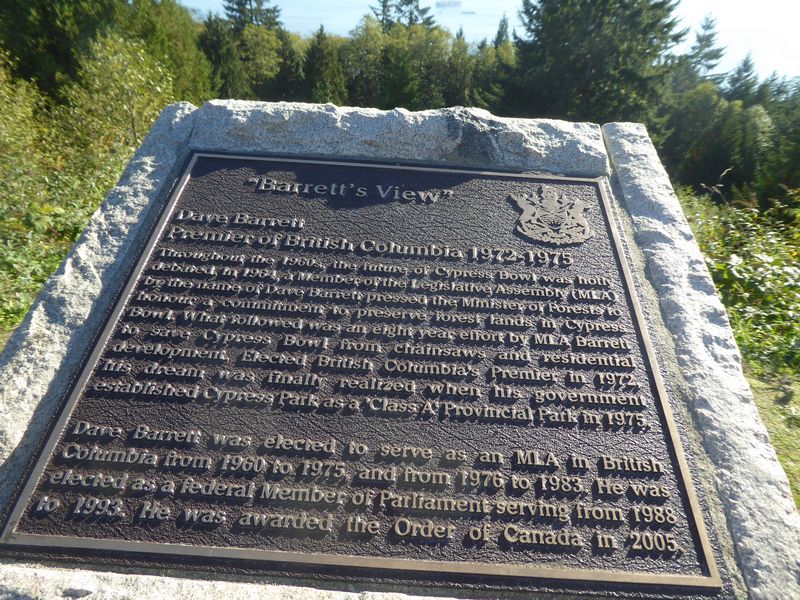 "Barrett's View"
Dave Barrett
Premier of British Columbia 1972-1975
Throughout the 1960s, the future of Cypress Bowl was hotly
debated. In 1964, a Member of the Legislative Assembly (MLA)
by the name of Dave Barrett pressed the Minister of Forests to
honour a commitment to preserve forest lands in Cypress
Bowl. What followed was an eight year effort by MLA Barrett
to save Cypress Bowl from chainsaws and residential
development. Elected British Columbia's Premier in 1972,
his dream was finally realized when his government
established Cypress Park as a 'Class A' Provincial Park in 1975.
Dave Barrett was elected to serve as an MLA in British
Columbia from 1960 to 1975, and from 1976 to 1983. He was
elected as a federal Member of Parliament serving from 1988
to 1993. He was awarded the Order of Canada in 2005.